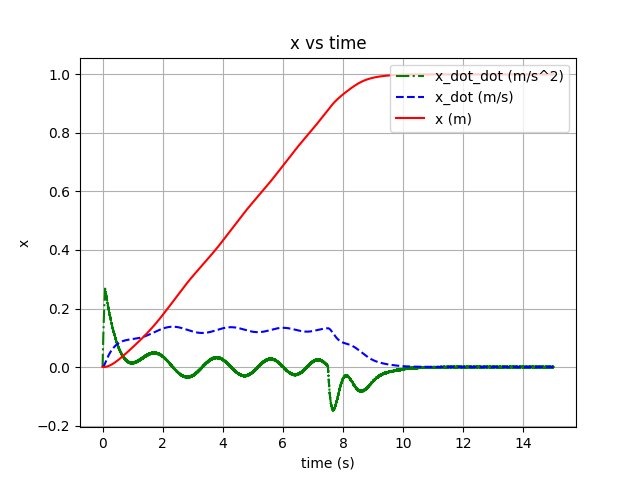 x vs time
x_dot_dot (m/s^2)
x_dot (m/s)
x (m)
1.0
0.8
0.6
0.4
0.2
0.0
−0.2
x
0 2 4 6 8 10 12 14
time (s)